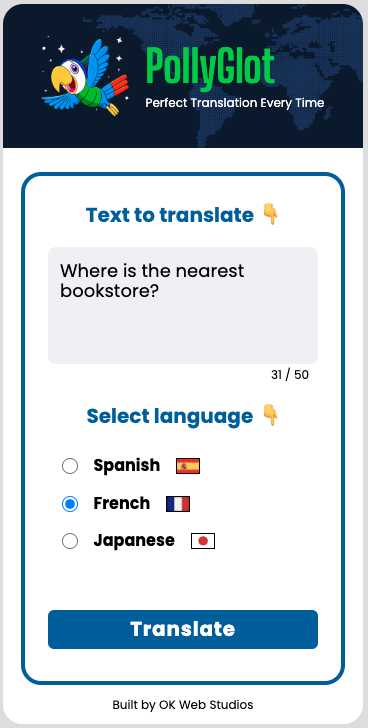 PollyGlot
Perfect Translation Every Time
Text to translate 👇
Where is the nearest
bookstore?
31 / 50
Select language 👇
Spanish
French
Japanese
Translate
Built by OK Web Studios